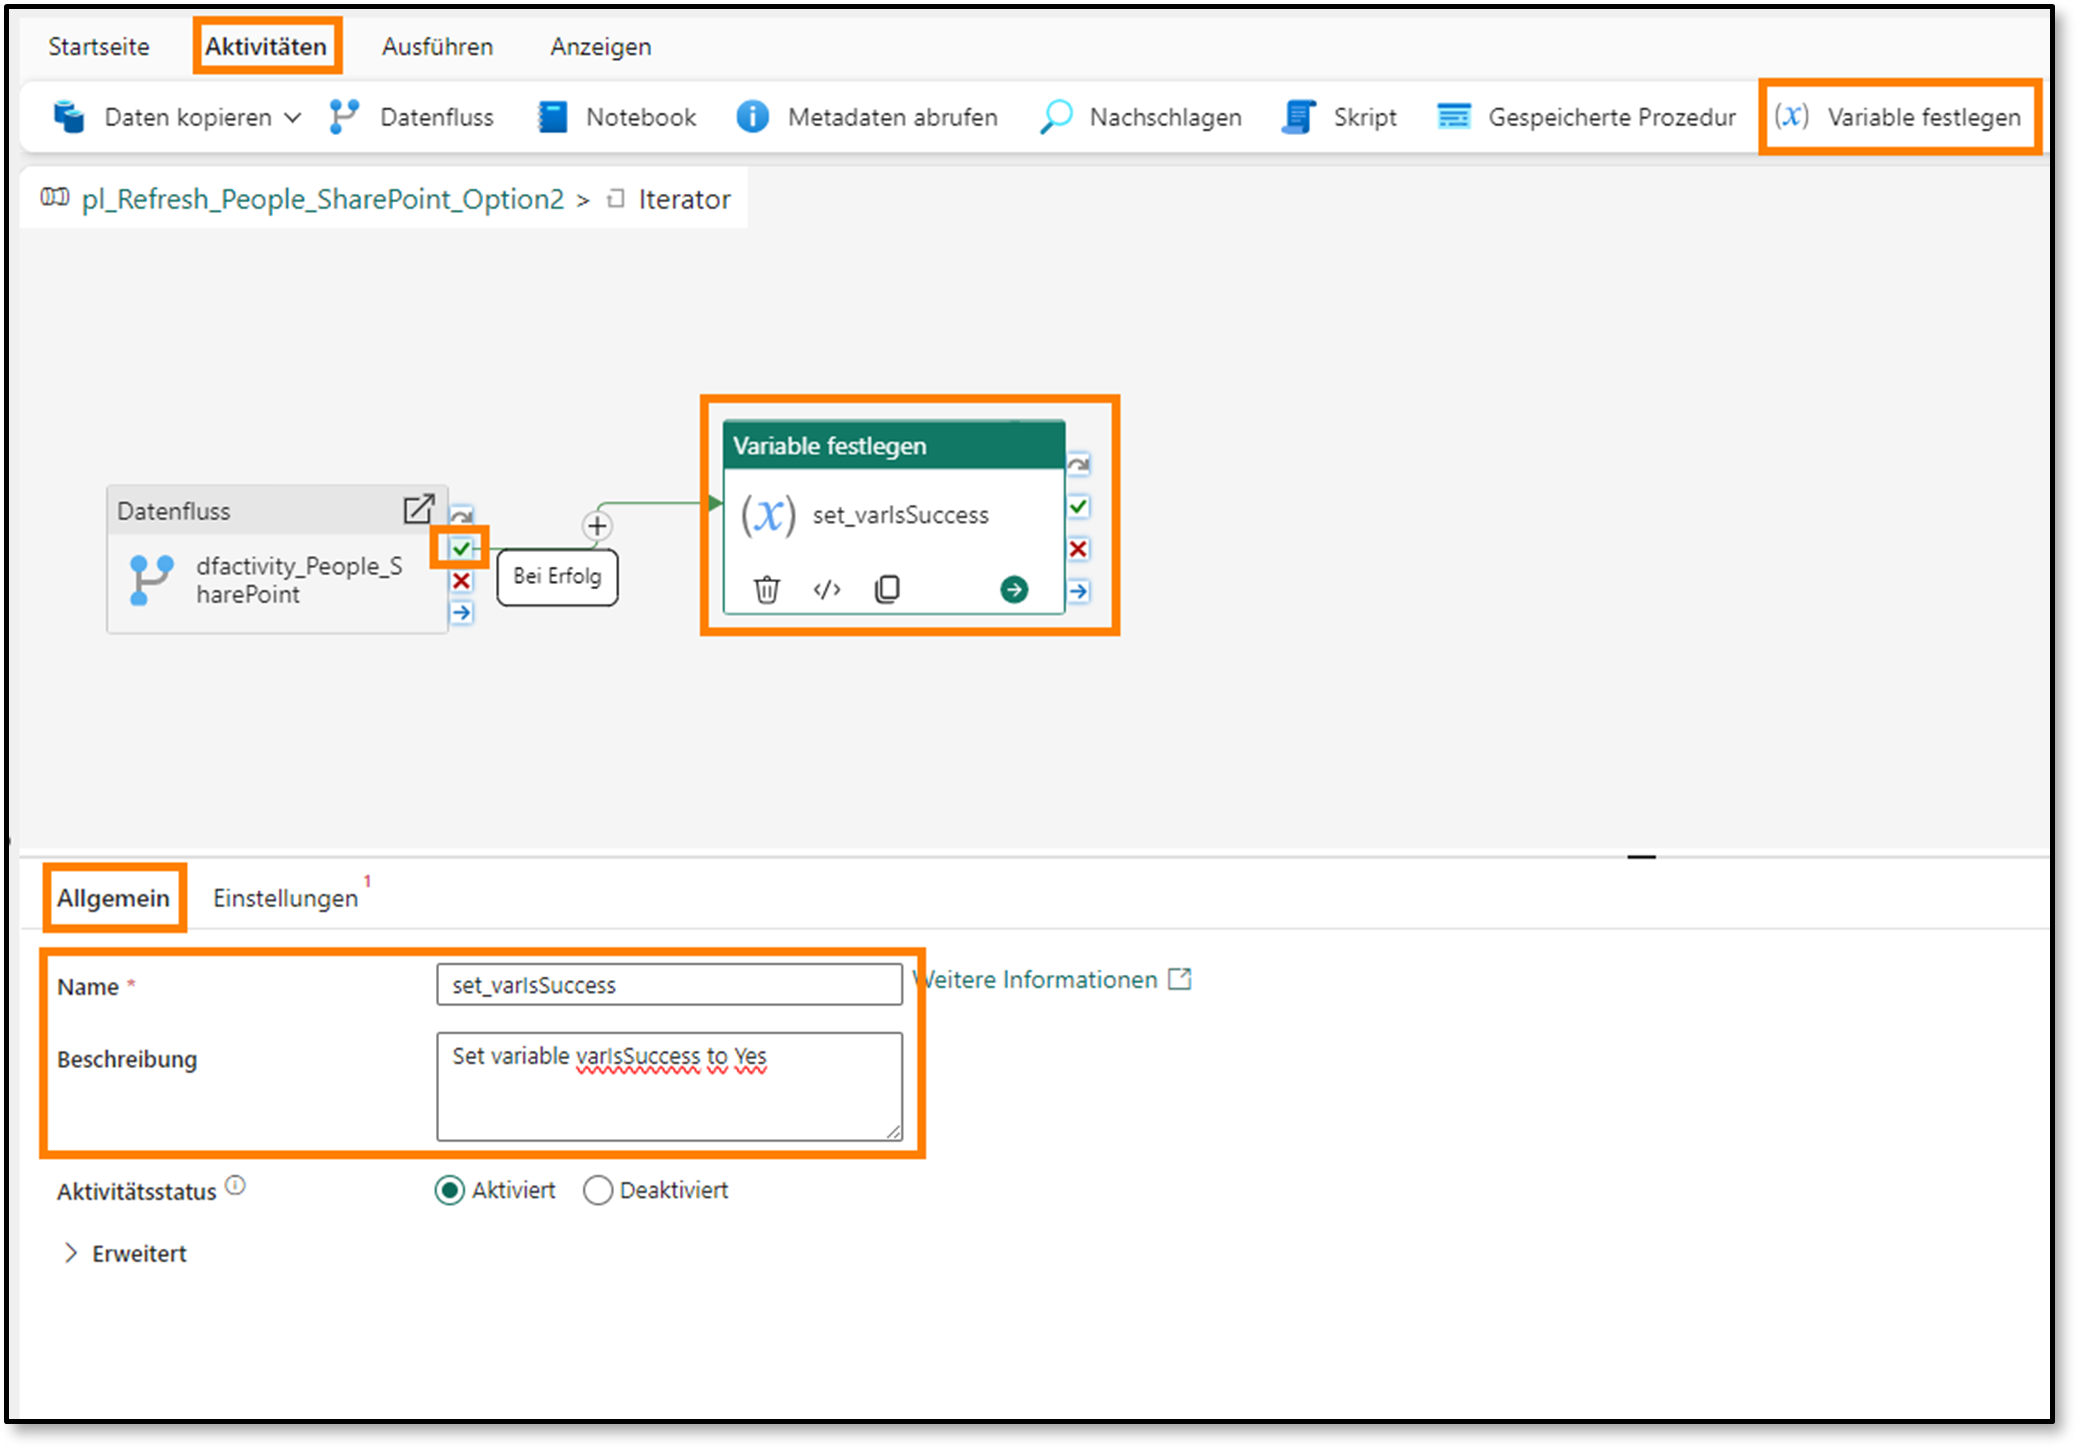 Startseite Aktivitäten Ausführen Anzeigen
Daten kopieren Datenfluss Notebook Metadaten abrufen Nachschlagen Skript Gespeicherte Prozedur (x) Variable festlegen
pl_Refresh_People_SharePoint_Option2 > Iterator
Variable festlegen
(x) set_varIsSuccess
</>
Datenfluss
dfactivity_People_S
harePoint
Bei Erfolg
Allgemein Einstellungen 1
Name * set_varIsSuccess Weitere Informationen
Beschreibung Set variable varIsSuccess to Yes
Aktivitätsstatus Aktiviert Deaktiviert
Erweitert